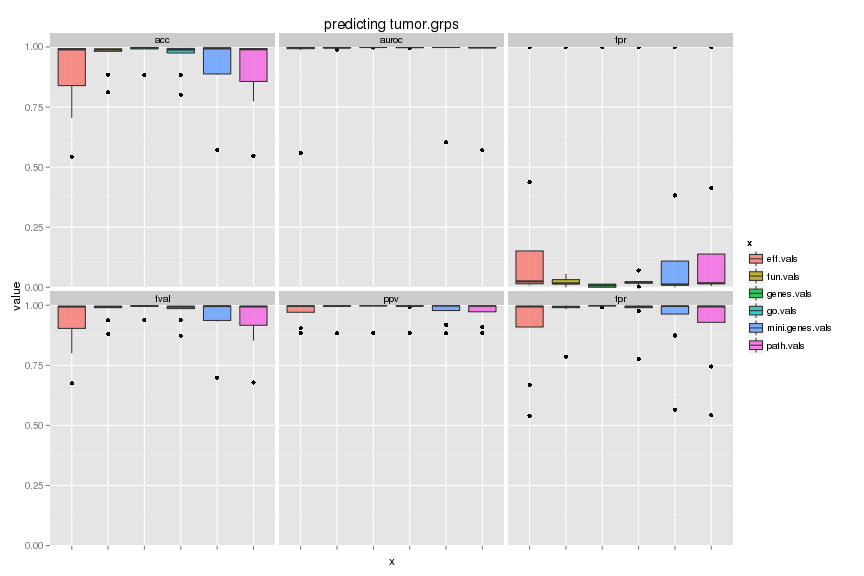 predicting tumor.grps
acc auroc fpr
1.00
0.75
0.50
0.25
0.00
fval ppv tpr
1.00
0.75
0.50
0.25
0.00
value
x
x
eff.vals
fun.vals
genes.vals
go.vals
mini.genes.vals
path.vals